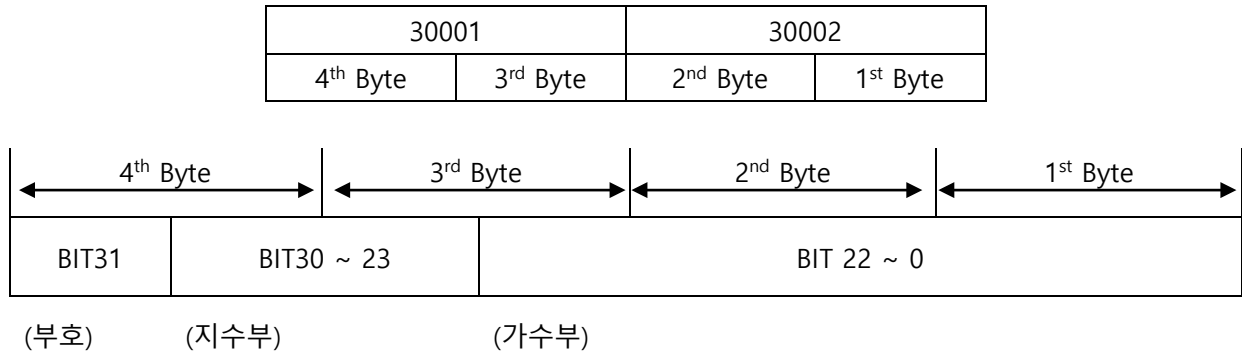 30001 30002
4th Byte 3rd Byte 2nd Byte 1st Byte
4th Byte 3rd Byte 2nd Byte 1st Byte
BIT31 BIT30 ~ 23 BIT 22 ~ 0
(부호) (지수부) (가수부)